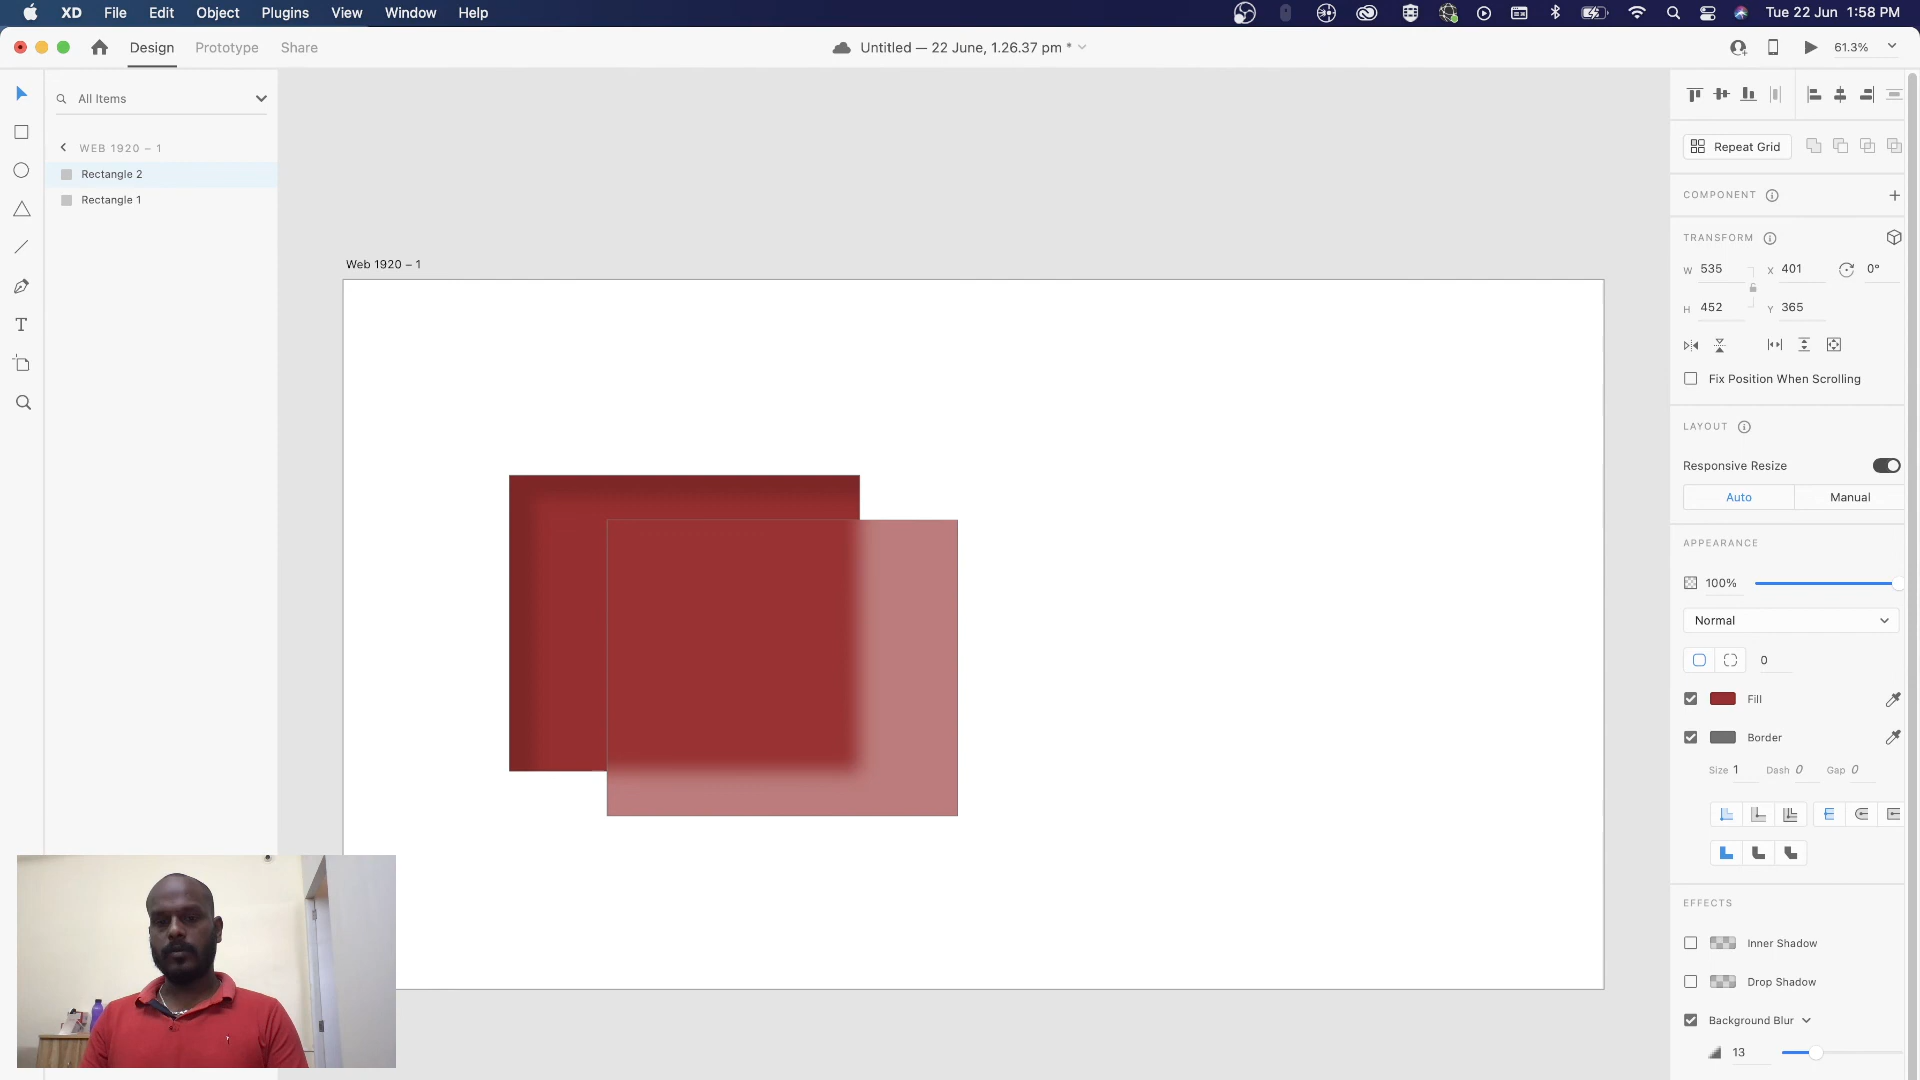 XD File Edit Object Plugins View Window Help
Tue 22 Jun 1:58 PM
Design Prototype Share
Untitled — 22 June, 1.26.37 pm *
61.3%
All Items
WEB 1920 – 1
Rectangle 2
Rectangle 1
Web 1920 – 1
Repeat Grid
COMPONENT
TRANSFORM
W 535 X 401 0°
H 452 Y 365
Fix Position When Scrolling
LAYOUT
Responsive Resize
Auto Manual
APPEARANCE
100%
Normal
0
Fill
Border
Size 1 Dash 0 Gap 0
EFFECTS
Inner Shadow
Drop Shadow
Background Blur
13